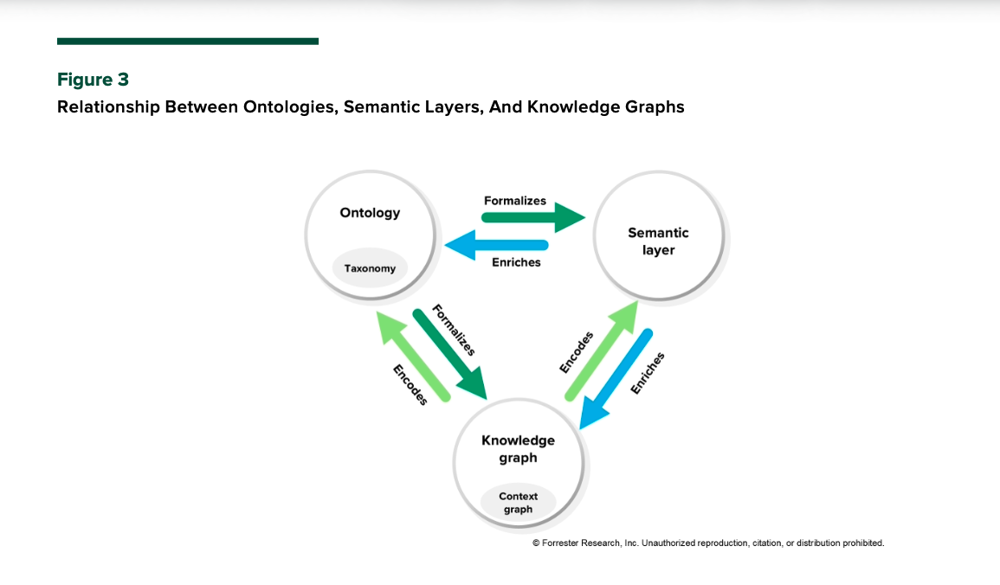 Figure 3
Relationship Between Ontologies, Semantic Layers, And Knowledge Graphs
Ontology
Taxonomy
Formalizes
Enriches
Semantic
layer
Formalizes
Encodes
Encodes
Enriches
Knowledge
graph
Context
graph
© Forrester Research, Inc. Unauthorized reproduction, citation, or distribution prohibited.